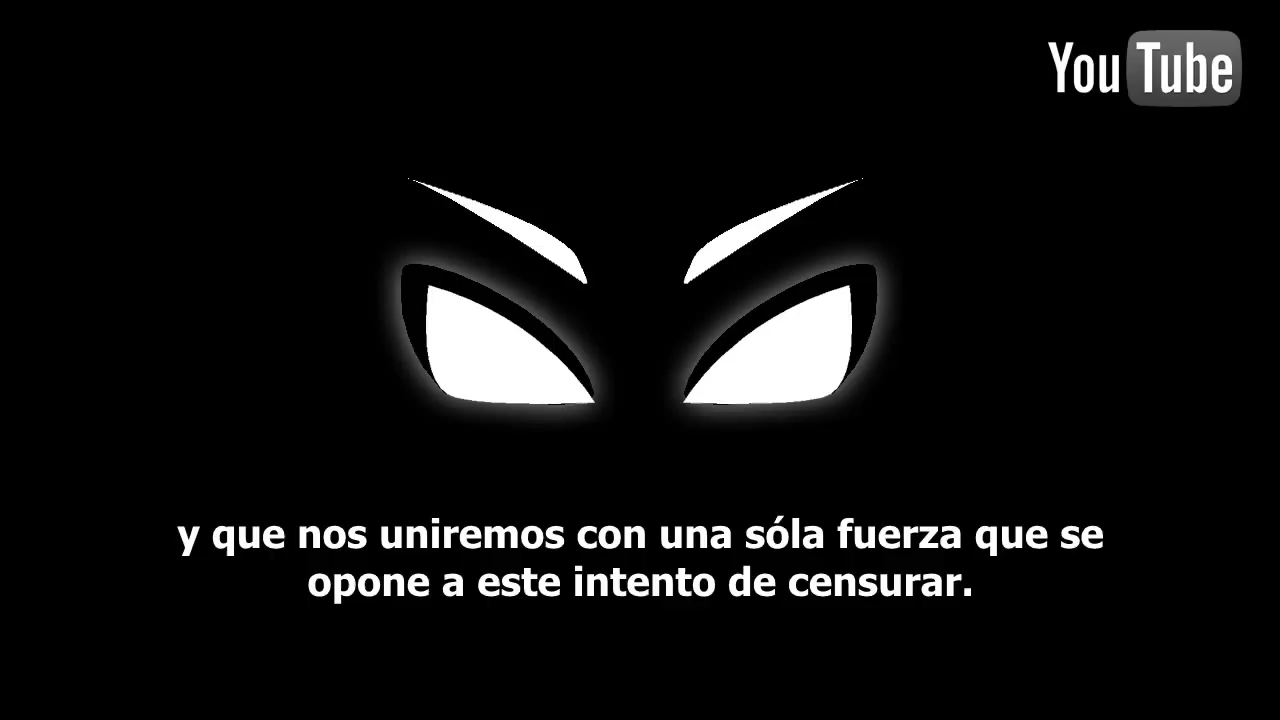 YouTube
y que nos uniremos con una sóla fuerza que se
opone a este intento de censurar.